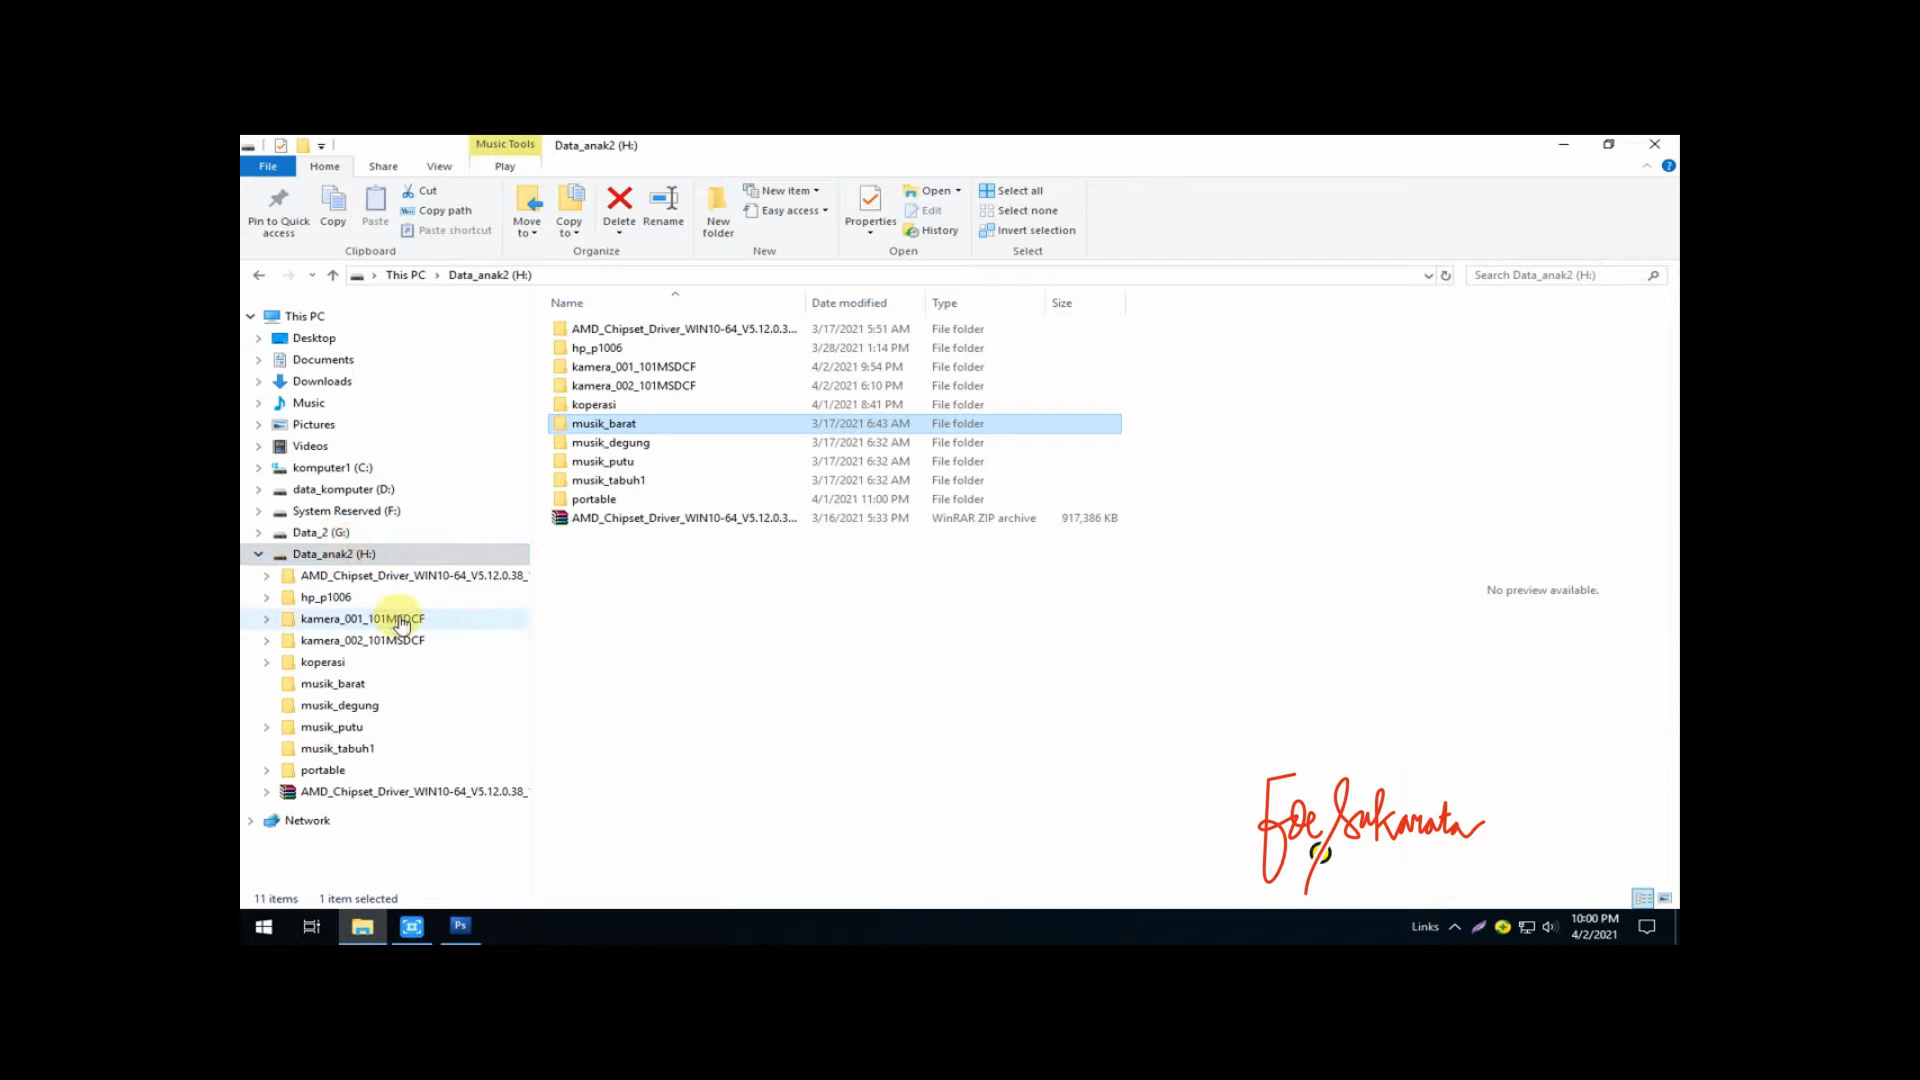 Music Tools
Data_anak2 (H:)
File
Home
Share
View
Play
Pin to Quick access
Copy
Paste
Cut
Copy path
Paste shortcut
Clipboard
Move to
Copy to
Delete
Rename
Organize
New folder
New item
Easy access
New
Properties
Open
Edit
History
Open
Select all
Select none
Invert selection
Select
This PC
Data_anak2 (H:)
Search Data_anak2 (H:)
This PC
Desktop
Documents
Downloads
Music
Pictures
Videos
komputer1 (C:)
data_komputer (D:)
System Reserved (F:)
Data_2 (G:)
Data_anak2 (H:)
AMD_Chipset_Driver_WIN10-64_V5.12.0.38_
hp_p1006
kamera_001_101MSDCF
kamera_002_101MSDCF
koperasi
musik_barat
musik_degung
musik_putu
musik_tabuh1
portable
AMD_Chipset_Driver_WIN10-64_V5.12.0.38_
Network
Name Date modified Type Size
AMD_Chipset_Driver_WIN10-64_V5.12.0.3... 3/17/2021 5:51 AM File folder
hp_p1006 3/28/2021 1:14 PM File folder
kamera_001_101MSDCF 4/2/2021 9:54 PM File folder
kamera_002_101MSDCF 4/2/2021 6:10 PM File folder
koperasi 4/1/2021 8:41 PM File folder
musik_barat 3/17/2021 6:43 AM File folder
musik_degung 3/17/2021 6:32 AM File folder
musik_putu 3/17/2021 6:32 AM File folder
musik_tabuh1 3/17/2021 6:32 AM File folder
portable 4/1/2021 11:00 PM File folder
AMD_Chipset_Driver_WIN10-64_V5.12.0.3... 3/16/2021 5:33 PM WinRAR ZIP archive 917,386 KB
No preview available.
Sukarata
11 items 1 item selected
Ps
Links
10:00 PM
4/2/2021